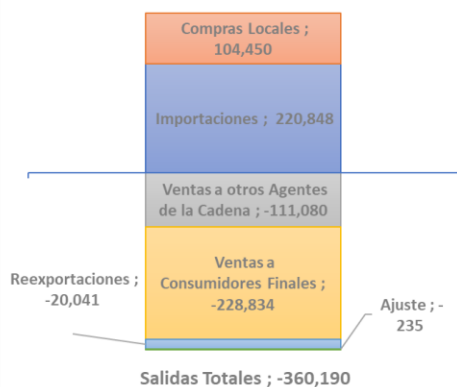 Compras Locales ;
104,450
Importaciones ; 220,848
Ventas a otros Agentes
de la Cadena ; -111,080
Ventas a
Consumidores Finales ;
-228,834
Reexportaciones ;
-20,041
Ajuste ; -
235
Salidas Totales ; -360,190